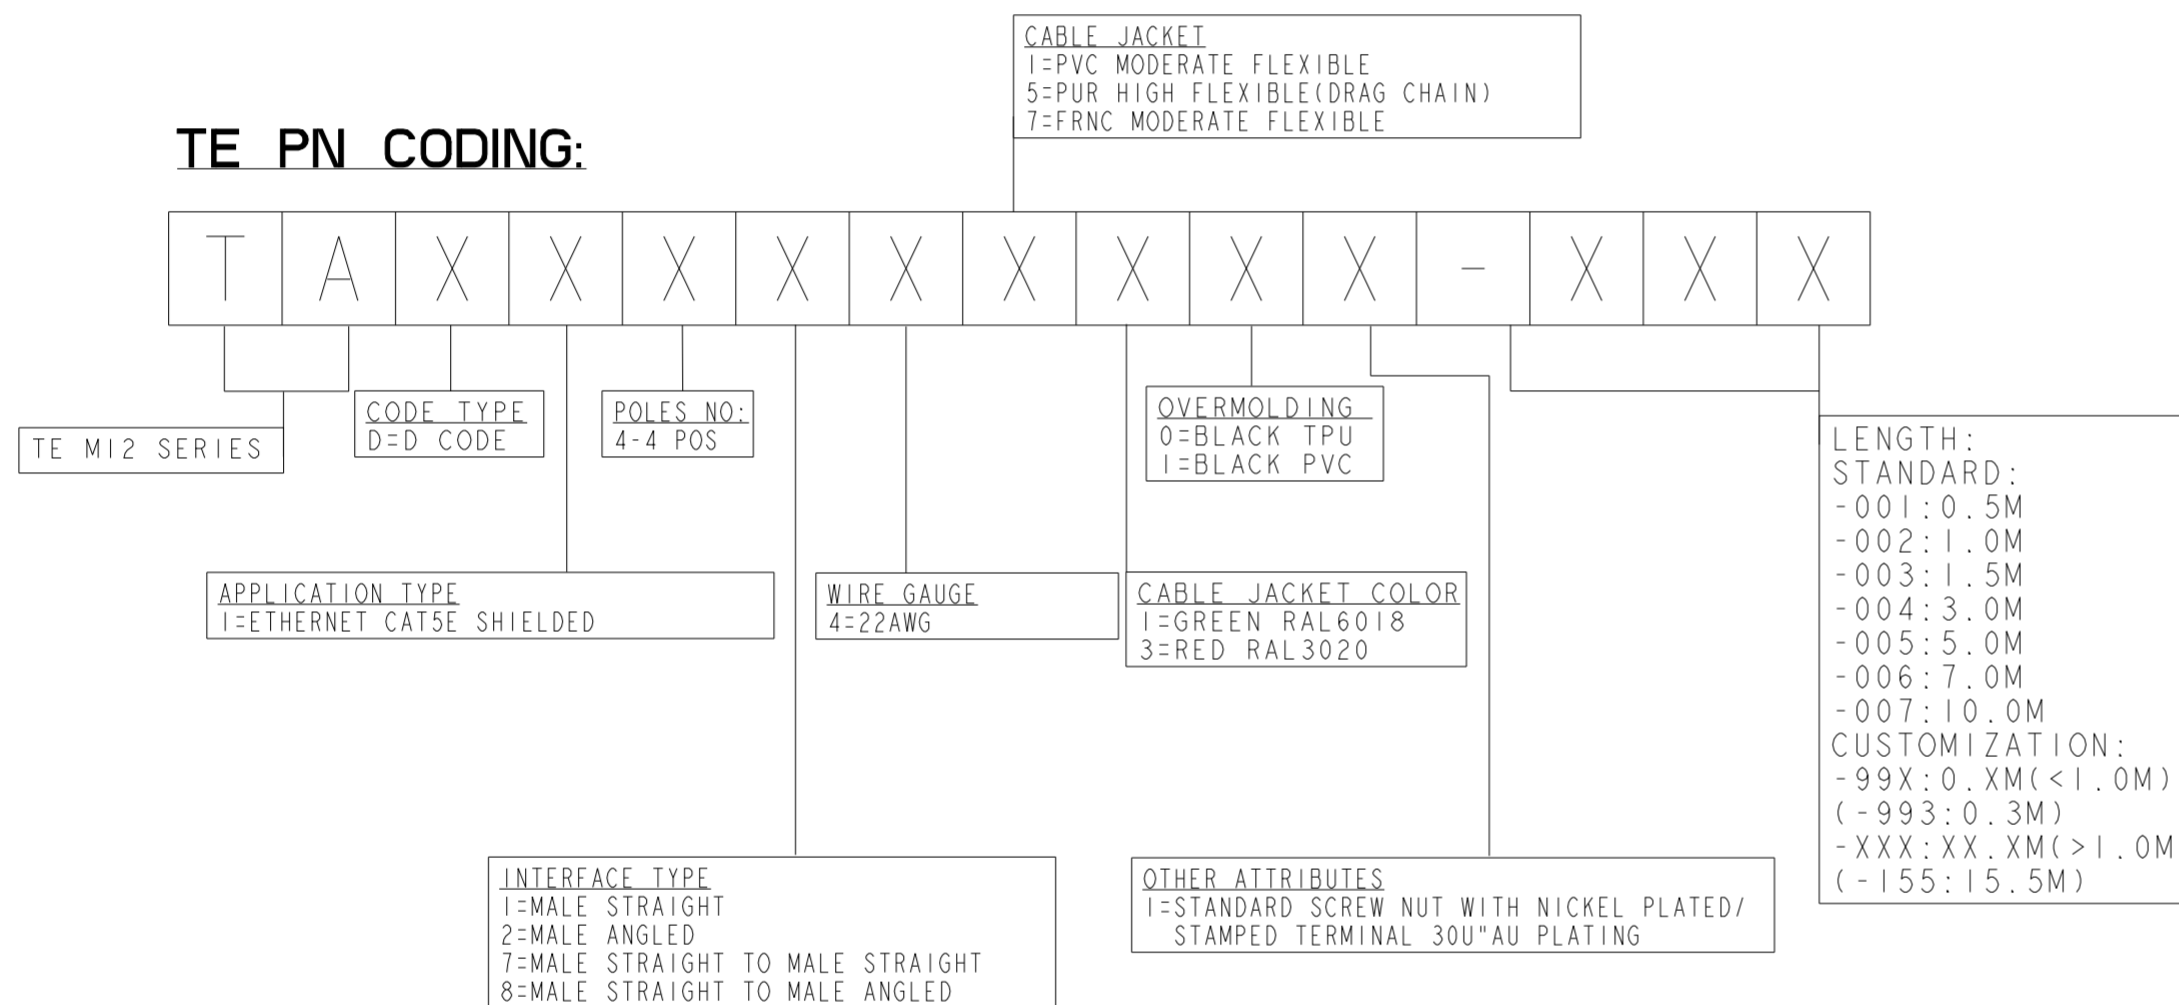 CABLE JACKET
1=PVC MODERATE FLEXIBLE
5=PUR HIGH FLEXIBLE(DRAG CHAIN)
7=FRNC MODERATE FLEXIBLE
TE PN CODING:
T A X X X X X X X X X - X X X
TE M12 SERIES
CODE TYPE
D=D CODE
POLES NO:
4-4 POS
OVERMOLDING
0=BLACK TPU
1=BLACK PVC
LENGTH:
STANDARD:
-001:0.5M
-002:1.0M
-003:1.5M
-004:3.0M
-005:5.0M
-006:7.0M
-007:10.0M
CUSTOMIZATION:
-99X:0.XM(<1.0M)
(-993:0.3M)
-XXX:XX.XM(>1.0M
(-155:15.5M)
APPLICATION TYPE
1=ETHERNET CAT5E SHIELDED
WIRE GAUGE
4=22AWG
CABLE JACKET COLOR
1=GREEN RAL6018
3=RED RAL3020
INTERFACE TYPE
1=MALE STRAIGHT
2=MALE ANGLED
7=MALE STRAIGHT TO MALE STRAIGHT
8=MALE STRAIGHT TO MALE ANGLED
OTHER ATTRIBUTES
1=STANDARD SCREW NUT WITH NICKEL PLATED/
STAMPED TERMINAL 30U"AU PLATING